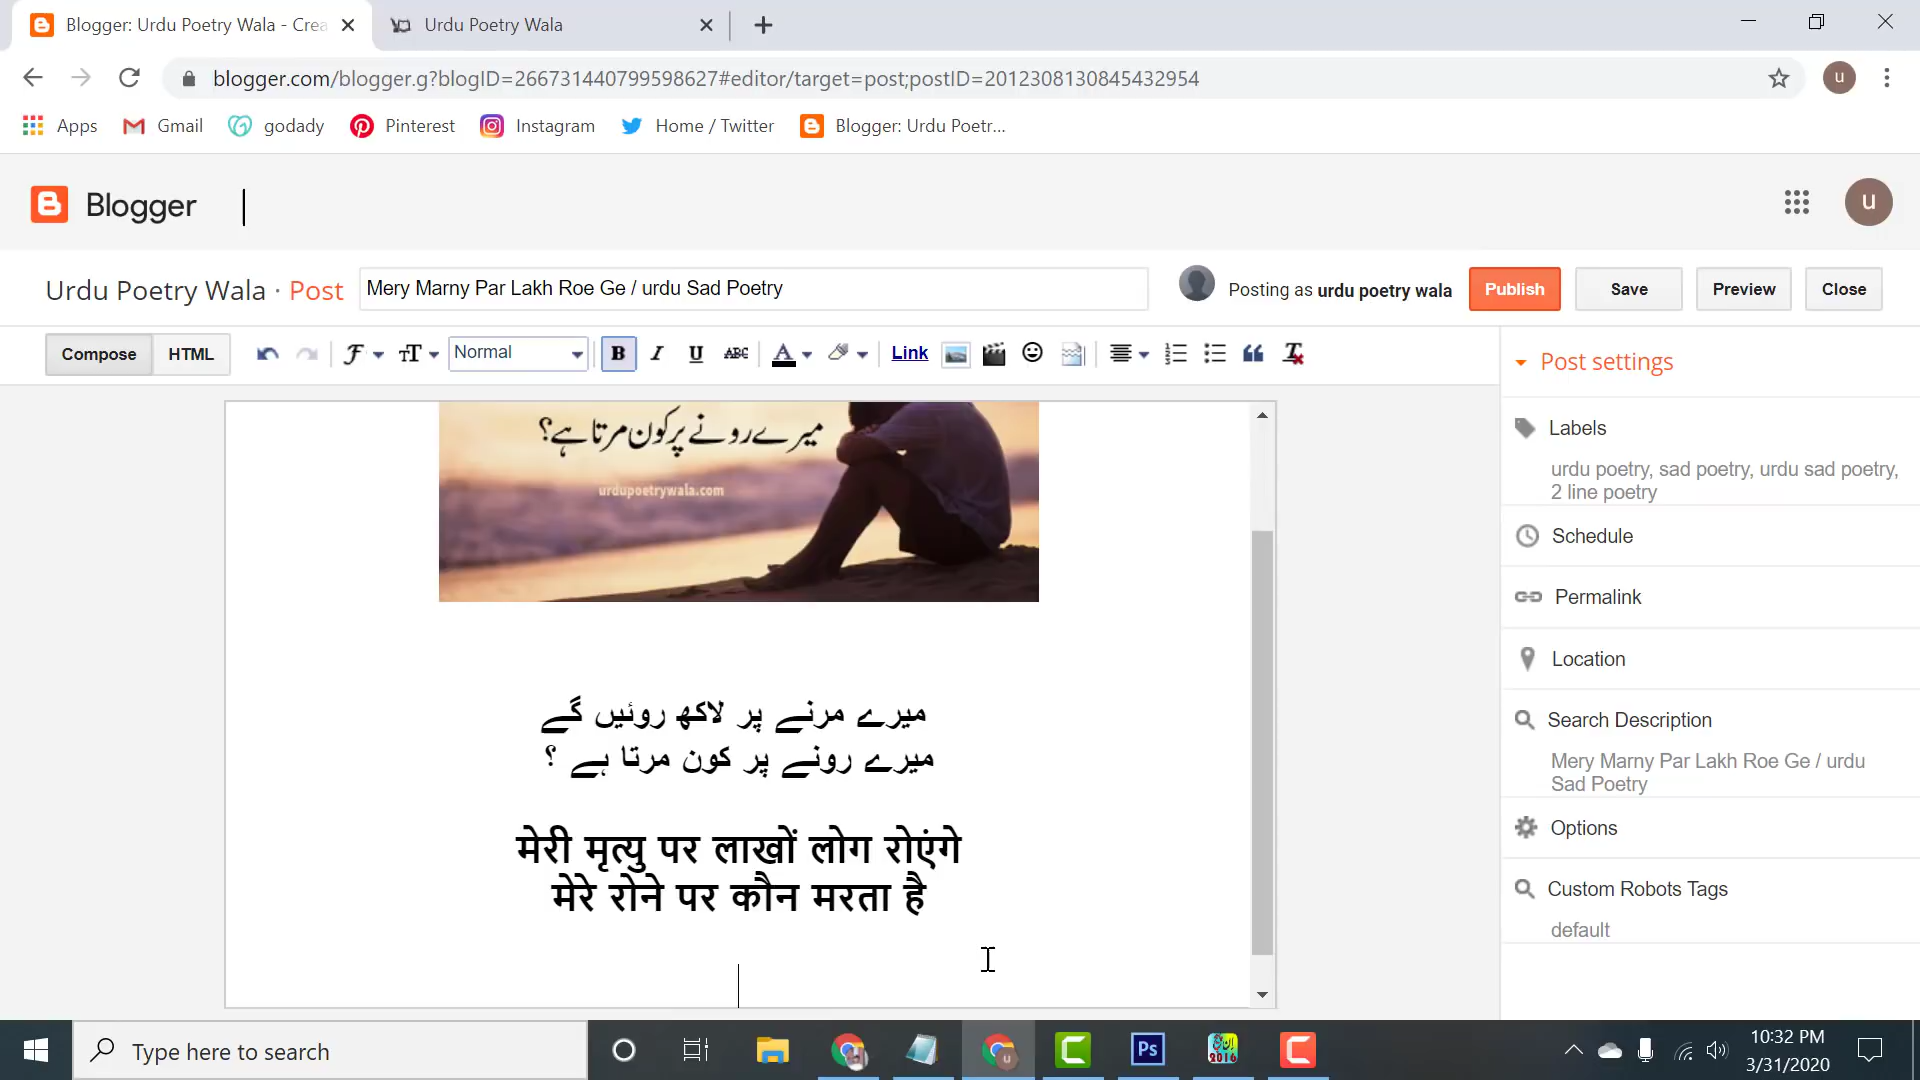 Blogger: Urdu Poetry Wala - Crea
Urdu Poetry Wala
blogger.com/blogger.g?blogID=266731440799598627#editor/target=post;postID=2012308130845432954
u
Apps
Gmail
godady
Pinterest
Instagram
Home / Twitter
Blogger: Urdu Poetr...
Blogger
u
Urdu Poetry Wala · Post
Mery Marny Par Lakh Roe Ge / urdu Sad Poetry
Posting as urdu poetry wala
Publish
Save
Preview
Close
Compose
HTML
Normal
B I U ABC A
Link
Post settings
Labels
urdu poetry, sad poetry, urdu sad poetry,
2 line poetry
Schedule
Permalink
Location
Search Description
Mery Marny Par Lakh Roe Ge / urdu
Sad Poetry
Options
Custom Robots Tags
default
میرے رونے پر کون مرتا ہے؟
urdupoetrywala.com
میرے مرنے پر لاکھ روئیں گے
میرے رونے پر کون مرتا ہے ؟
मेरी मृत्यु पर लाखों लोग रोएंगे
मेरे रोने पर कौन मरता है
Type here to search
Ps
2016
10:32 PM
3/31/2020